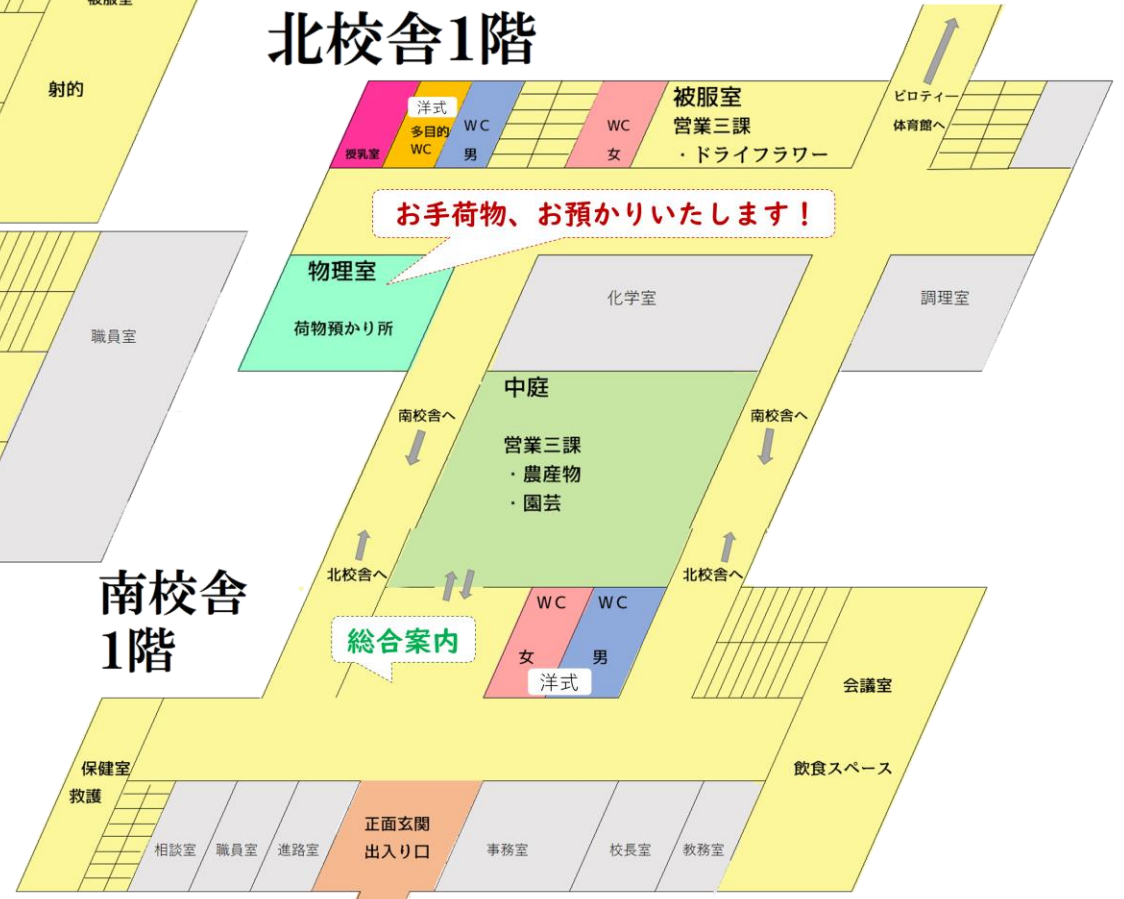 被服室
射的
職員室
北校舎1階
洋式
多目的
WC
授乳室
WC
男
WC
女
被服室
営業三課
・ドライフラワー
ピロティー
体育館へ
お手荷物、お預かりいたします！
物理室
荷物預かり所
化学室
調理室
中庭
営業三課
・農産物
・園芸
南校舎へ
南校舎へ
北校舎へ
北校舎へ
南校舎
1階
総合案内
WC
女
WC
男
洋式
会議室
飲食スペース
保健室
救護
相談室
職員室
進路室
正面玄関
出入り口
事務室
校長室
教務室